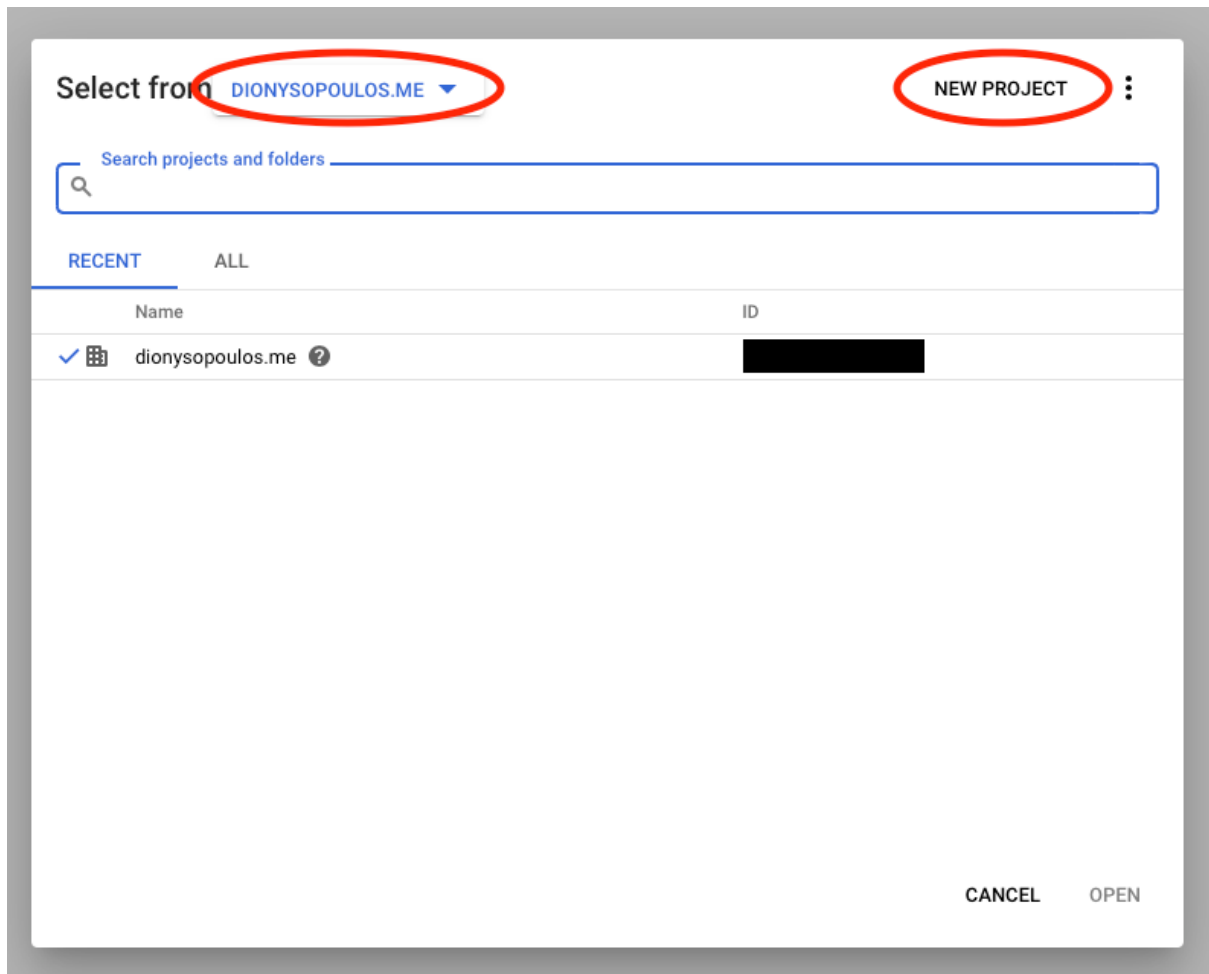 Select from DIONYSOPOULOS.ME NEW PROJECT
Search projects and folders
RECENT ALL
Name ID
dionysopoulos.me
CANCEL OPEN